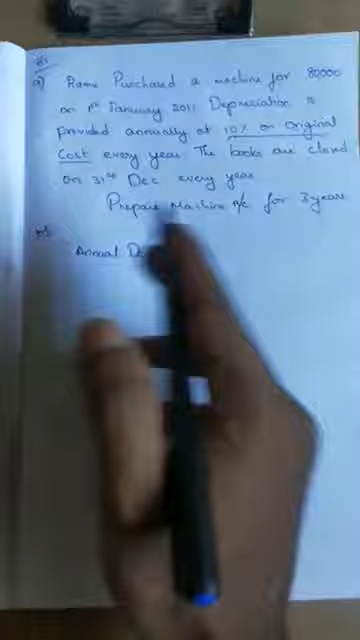 a) Rama Purchased a machine for 80000
on 1st January 2011 Depreciation is
provided annually at 10% on Original
Cost every year The books are closed
on 31st Dec every year
Prepare Machine A/c for 3 years
Annual De